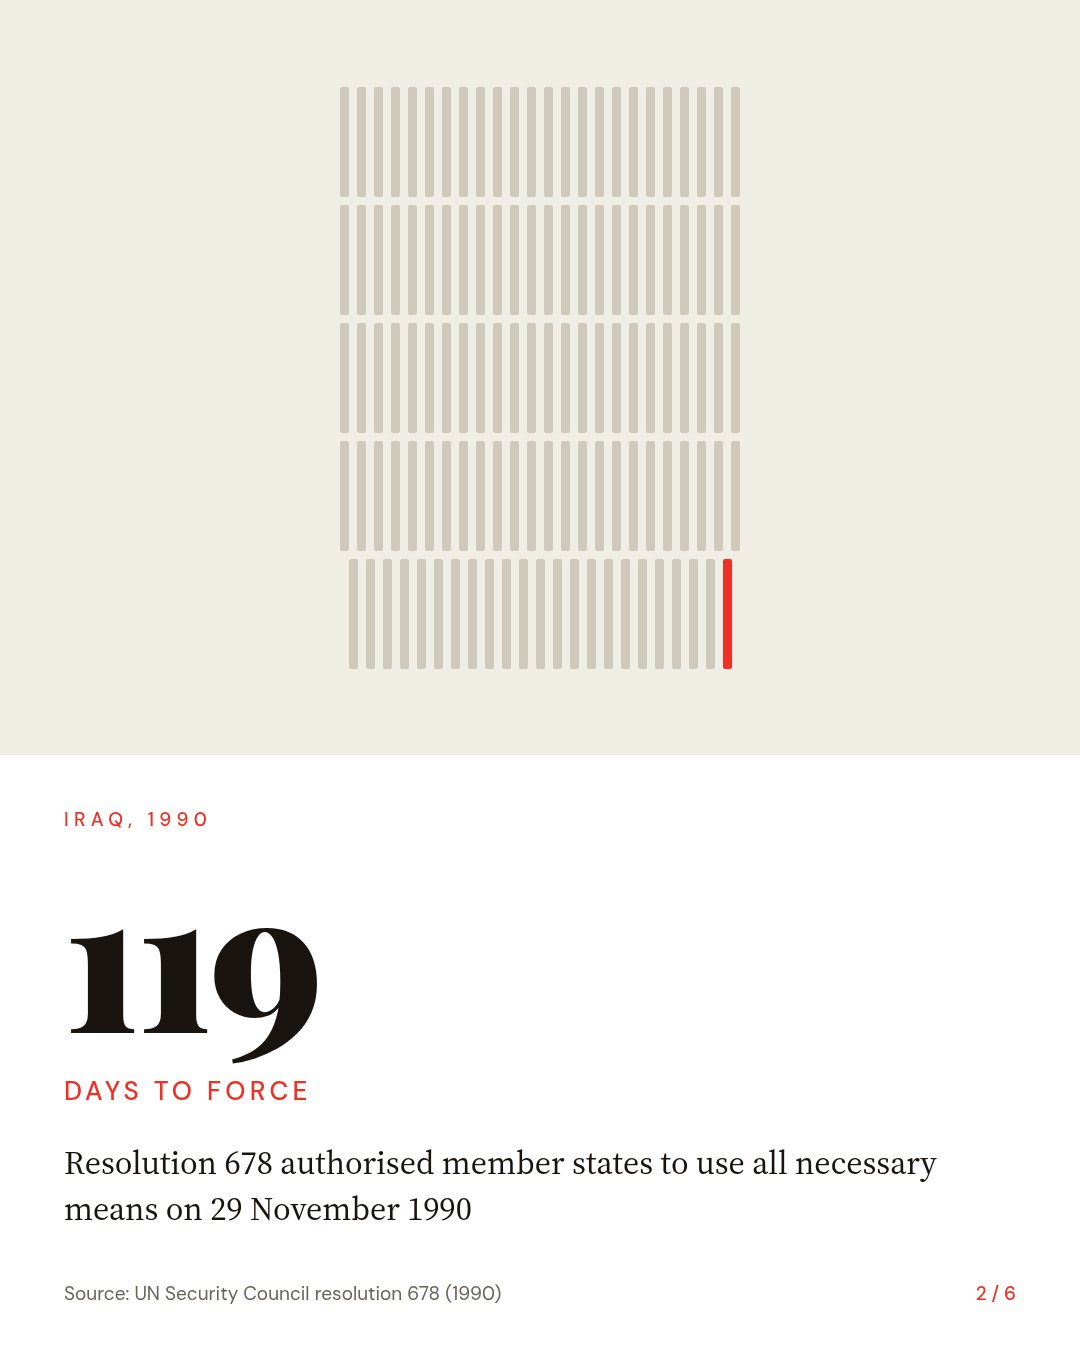 IRAQ, 1990
119
DAYS TO FORCE
Resolution 678 authorised member states to use all necessary
means on 29 November 1990
Source: UN Security Council resolution 678 (1990)
2 / 6